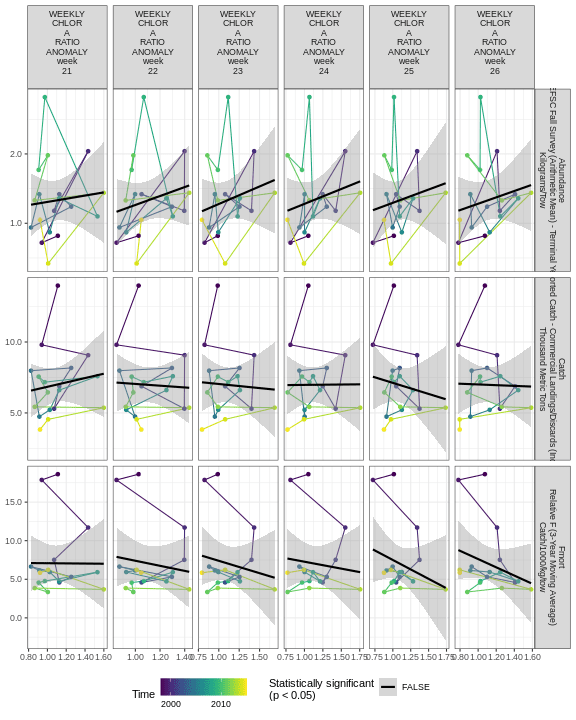 WEEKLY CHLOR A RATIO ANOMALY week 21
WEEKLY CHLOR A RATIO ANOMALY week 22
WEEKLY CHLOR A RATIO ANOMALY week 23
WEEKLY CHLOR A RATIO ANOMALY week 24
WEEKLY CHLOR A RATIO ANOMALY week 25
WEEKLY CHLOR A RATIO ANOMALY week 26
2.0
1.0
Abundance
Fall Survey (Arithmetic Mean) - Terminal
Kilograms/tow
10.0
5.0
Catch
Catch - Commercial Landings/Discards
Thousand Metric Tons
15.0
10.0
5.0
0.0
Fmort
Relative F (3-Year Moving Average)
Catch/1000/kg/tow
0.80 1.00 1.20 1.40 1.60
0.80 1.00 1.20 1.40
0.75 1.00 1.25 1.50
0.75 1.00 1.25 1.50 1.75
0.75 1.00 1.25 1.50
0.80 1.00 1.20 1.40 1.60
Time
2000 2010
Statistically significant
(p < 0.05)
FALSE